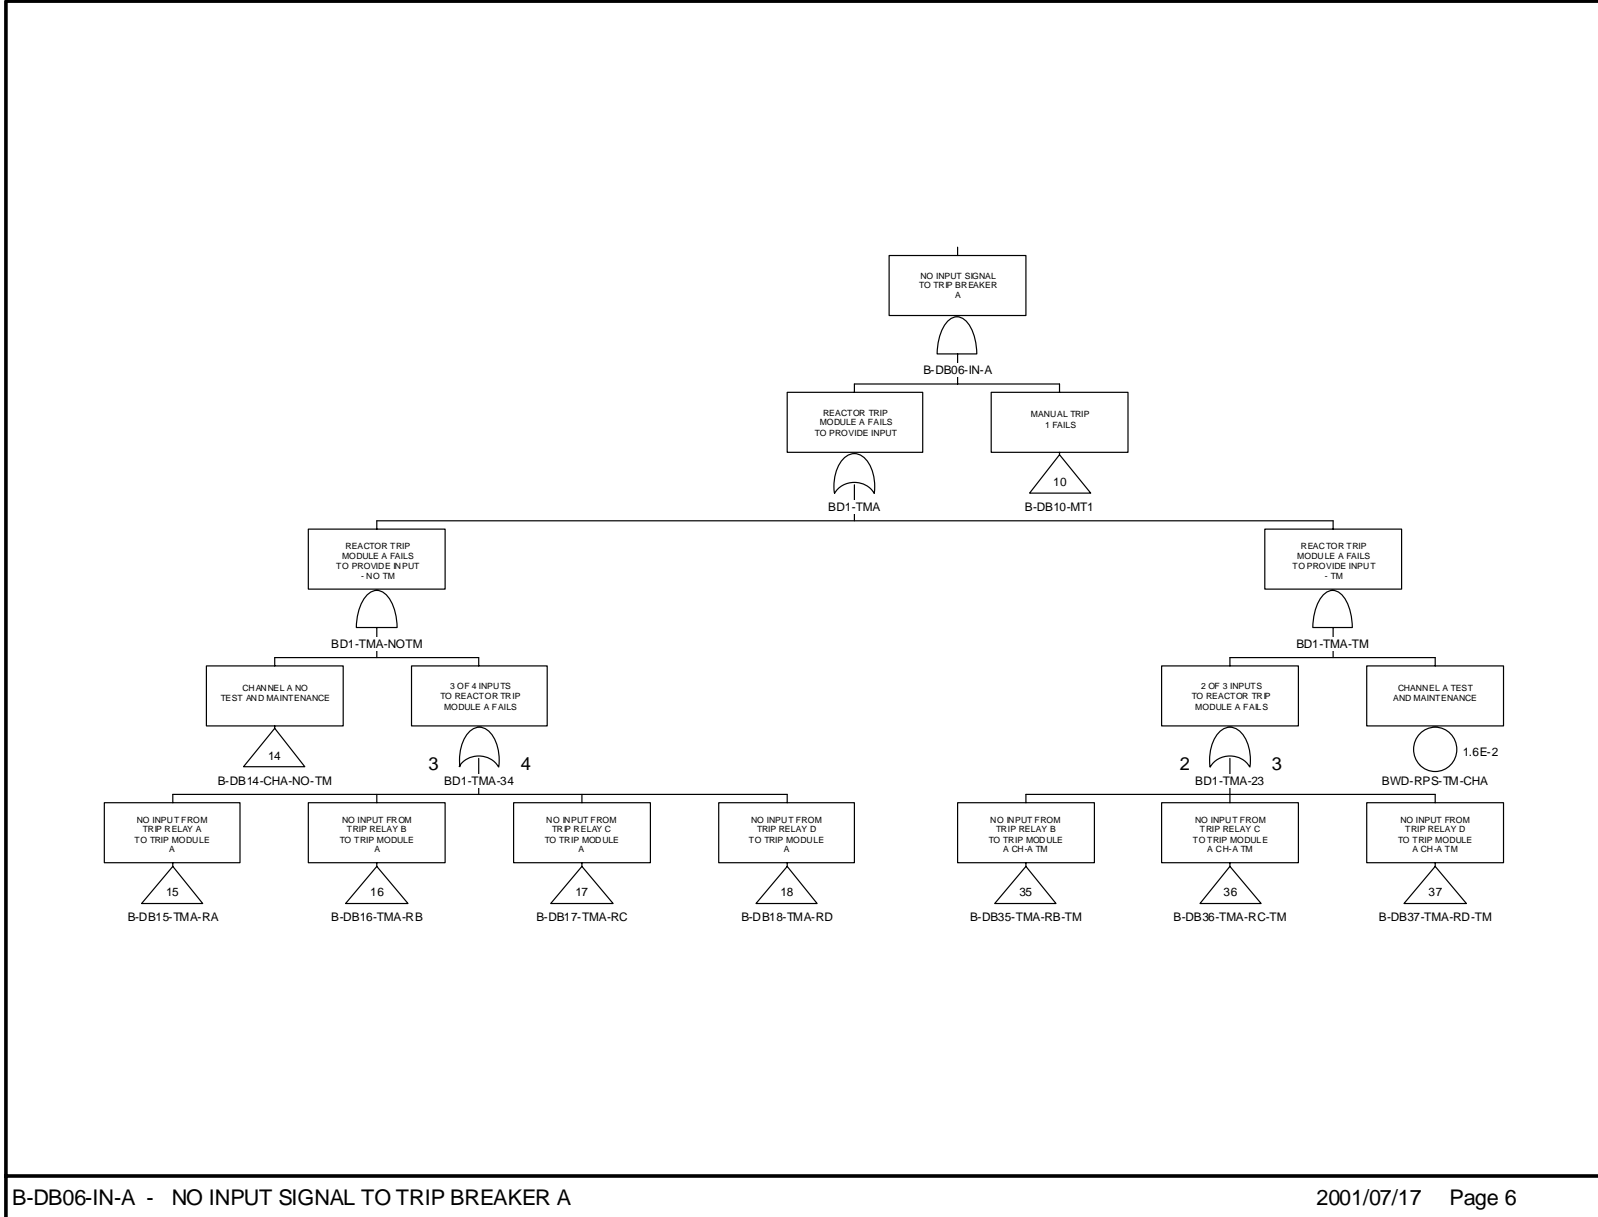 NO INPUT SIGNAL
TO TRIP BREAKER
A
B-DB06-IN-A
REACTOR TRIP
MODULE A FAILS
TO PROVIDE INPUT
BD1-TMA
MANUAL TRIP
1 FAILS
10
B-DB10-MT1
REACTOR TRIP
MODULE A FAILS
TO PROVIDE INPUT
- NO TM
BD1-TMA-NOTM
REACTOR TRIP
MODULE A FAILS
TO PROVIDE INPUT
- TM
BD1-TMA-TM
CHANNEL A NO
TEST AND MAINTENANCE
14
B-DB14-CHA-NO-TM
3 OF 4 INPUTS
TO REACTOR TRIP
MODULE A FAILS
3 4
BD1-TMA-34
2 OF 3 INPUTS
TO REACTOR TRIP
MODULE A FAILS
2 3
BD1-TMA-23
CHANNEL A TEST
AND MAINTENANCE
1.6E-2
BWD-RPS-TM-CHA
NO INPUT FROM
TRIP RELAY A
TO TRIP MODULE
A
15
B-DB15-TMA-RA
NO INPUT FROM
TRIP RELAY B
TO TRIP MODULE
A
16
B-DB16-TMA-RB
NO INPUT FROM
TRIP RELAY C
TO TRIP MODULE
A
17
B-DB17-TMA-RC
NO INPUT FROM
TRIP RELAY D
TO TRIP MODULE
A
18
B-DB18-TMA-RD
NO INPUT FROM
TRIP RELAY B
TO TRIP MODULE
A CH-A TM
35
B-DB35-TMA-RB-TM
NO INPUT FROM
TRIP RELAY C
TO TRIP MODULE
A CH-A TM
36
B-DB36-TMA-RC-TM
NO INPUT FROM
TRIP RELAY D
TO TRIP MODULE
A CH-A TM
37
B-DB37-TMA-RD-TM
B-DB06-IN-A - NO INPUT SIGNAL TO TRIP BREAKER A
2001/07/17 Page 6